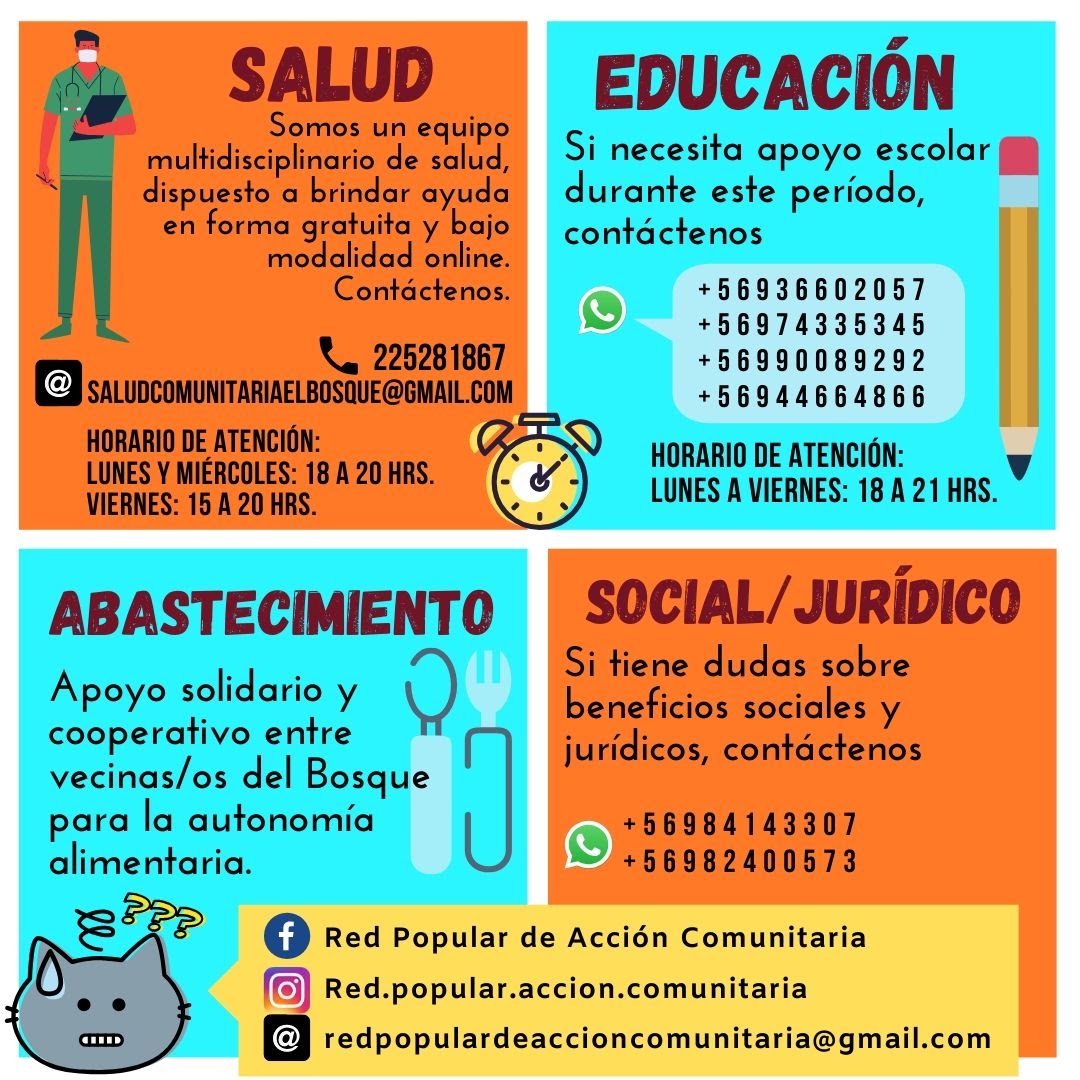 SALUD
Somos un equipo
multidisciplinario de salud,
dispuesto a brindar ayuda
en forma gratuita y bajo
modalidad online.
Contáctenos.
225281867
@ SALUDCOMUNITARIAELBOSQUE@GMAIL.COM
HORARIO DE ATENCIÓN:
LUNES Y MIÉRCOLES: 18 A 20 HRS.
VIERNES: 15 A 20 HRS.
EDUCACIÓN
Si necesita apoyo escolar
durante este período,
contáctenos
+56936602057
+56974335345
+56990089292
+56944664866
HORARIO DE ATENCIÓN:
LUNES A VIERNES: 18 A 21 HRS.
ABASTECIMIENTO
Apoyo solidario y
cooperativo entre
vecinas/os del Bosque
para la autonomía
alimentaria.
SOCIAL/JURÍDICO
Si tiene dudas sobre
beneficios sociales y
jurídicos, contáctenos
+56984143307
+56982400573
???
f Red Popular de Acción Comunitaria
Red.popular.accion.comunitaria
@ redpopulardeaccioncomunitaria@gmail.com